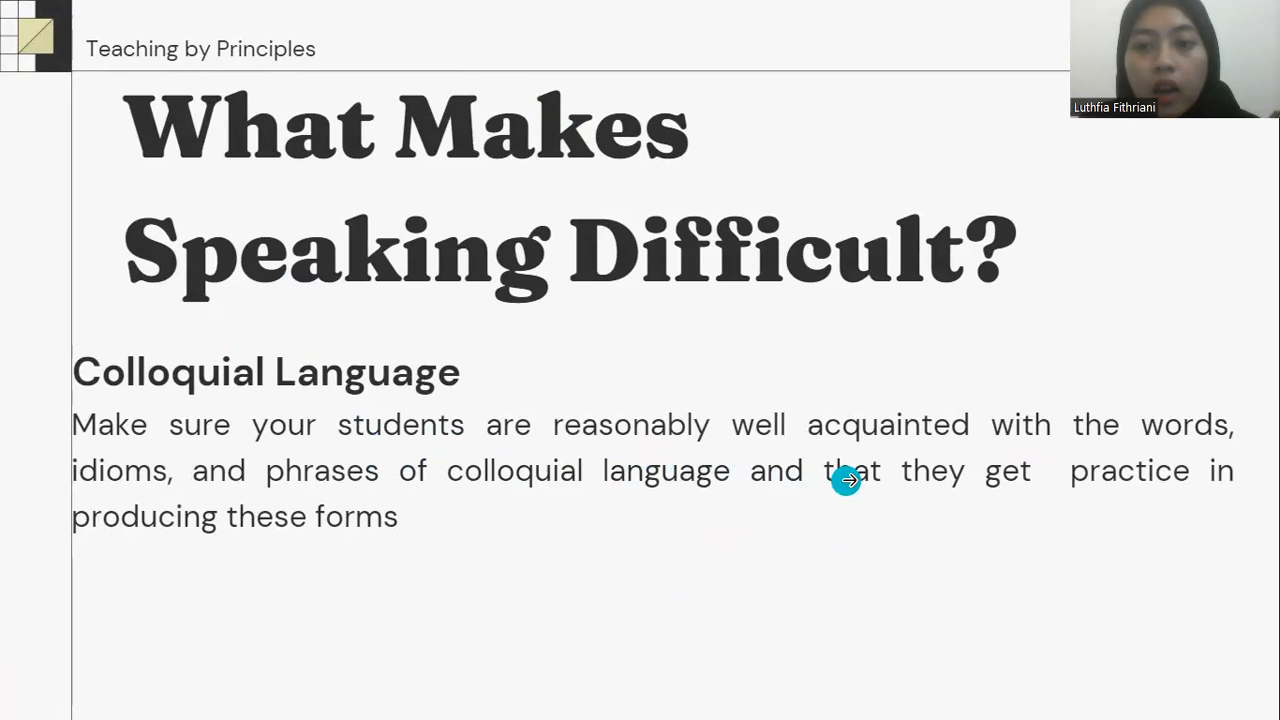 Teaching by Principles
Luthfia Fithriani
What Makes
Speaking Difficult?
Colloquial Language
Make sure your students are reasonably well acquainted with the words,
idioms, and phrases of colloquial language and that they get practice in
producing these forms